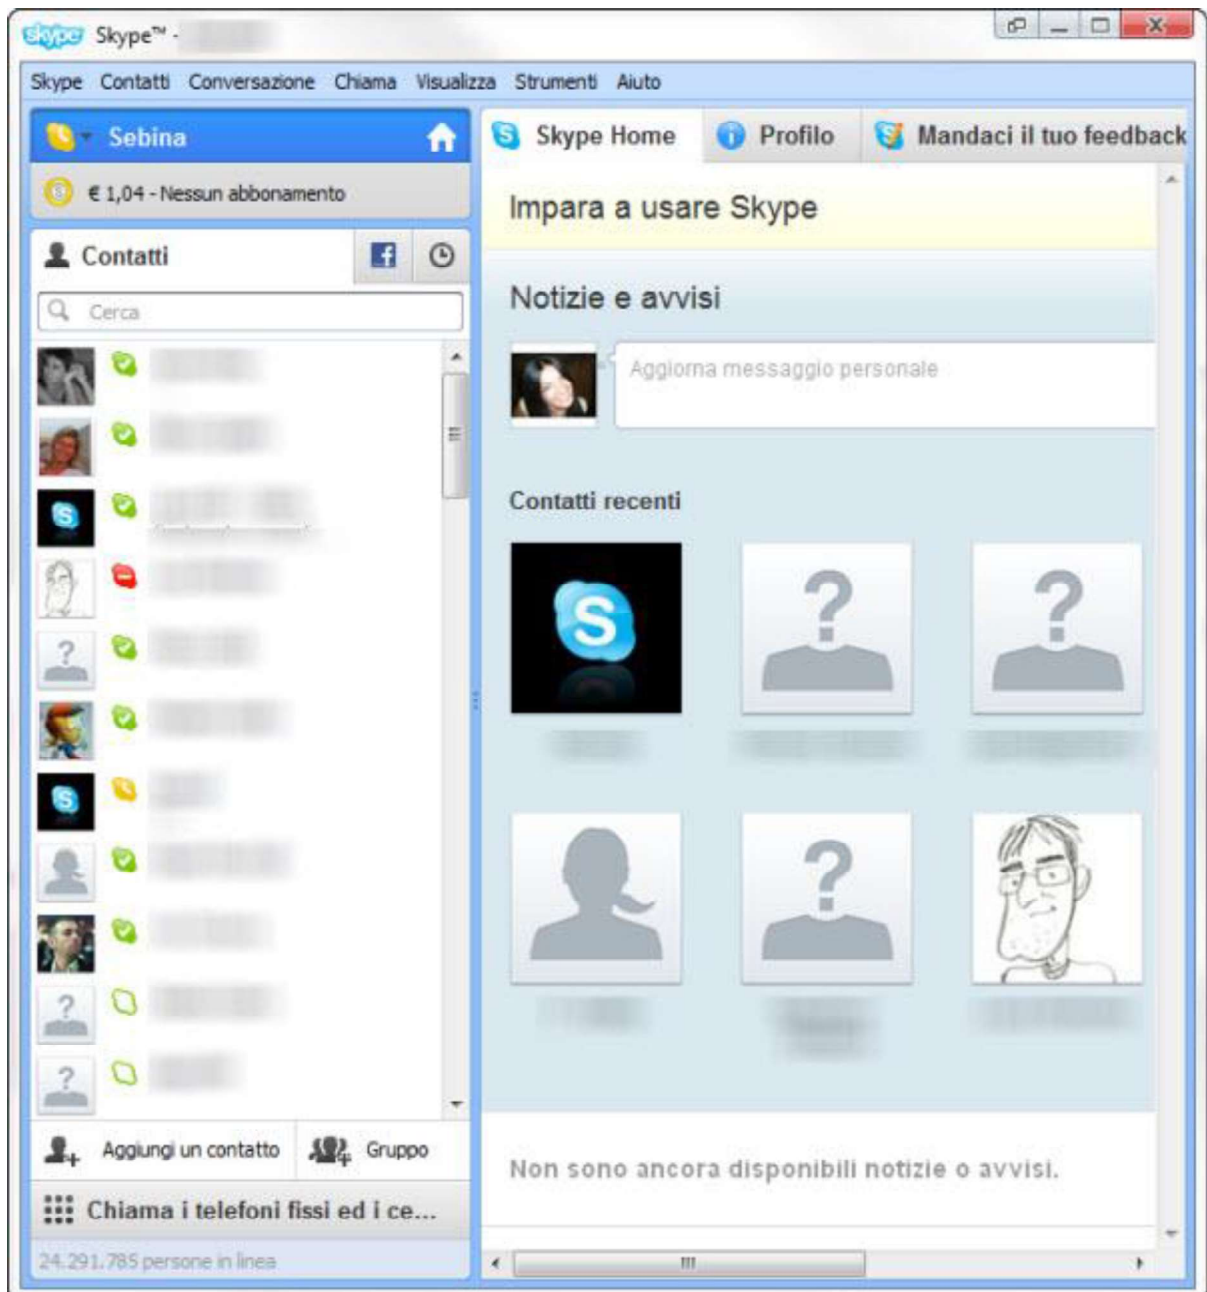 skype Skype™ -
Skype Contatti Conversazione Chiama Visualizza Strumenti Aiuto
Sebina
€ 1,04 - Nessun abbonamento
Contatti
Cerca
Aggiungi un contatto Gruppo
Chiama i telefoni fissi ed i ce...
24.291.785 persone in linea
Skype Home Profilo Mandaci il tuo feedback
Impara a usare Skype
Notizie e avvisi
Aggiorna messaggio personale
Contatti recenti
Non sono ancora disponibili notizie o avvisi.